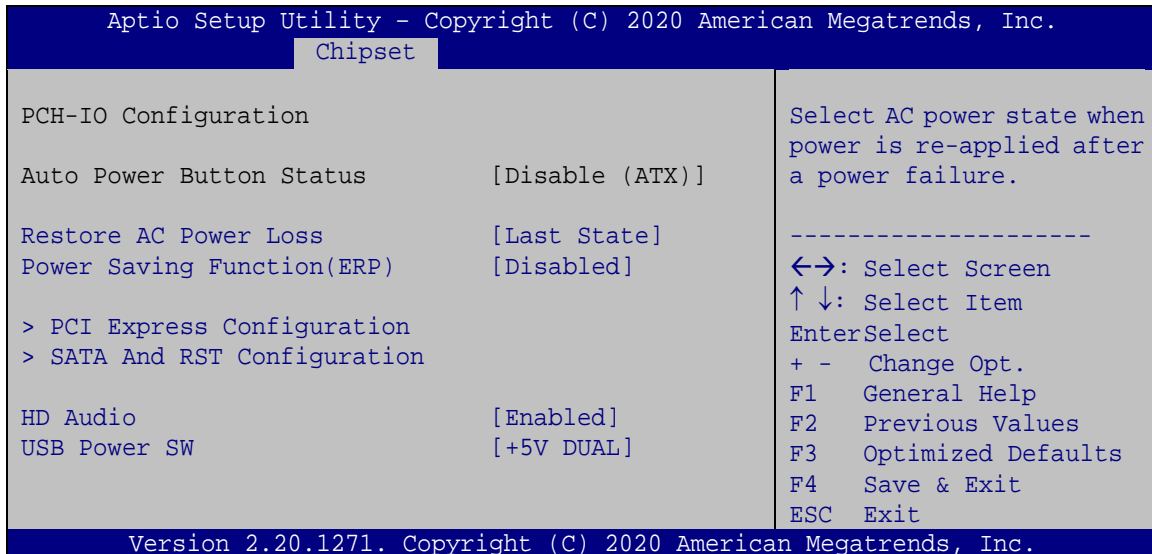 Aptio Setup Utility – Copyright (C) 2020 American Megatrends, Inc.
Chipset
PCH-IO Configuration
Auto Power Button Status [Disable (ATX)]
Restore AC Power Loss [Last State]
Power Saving Function(ERP) [Disabled]
> PCI Express Configuration
> SATA And RST Configuration
HD Audio [Enabled]
USB Power SW [+5V DUAL]
Select AC power state when
power is re-applied after
a power failure.
---------------------
←→: Select Screen
↑ ↓: Select Item
EnterSelect
+ - Change Opt.
F1 General Help
F2 Previous Values
F3 Optimized Defaults
F4 Save & Exit
ESC Exit
Version 2.20.1271. Copyright (C) 2020 American Megatrends, Inc.